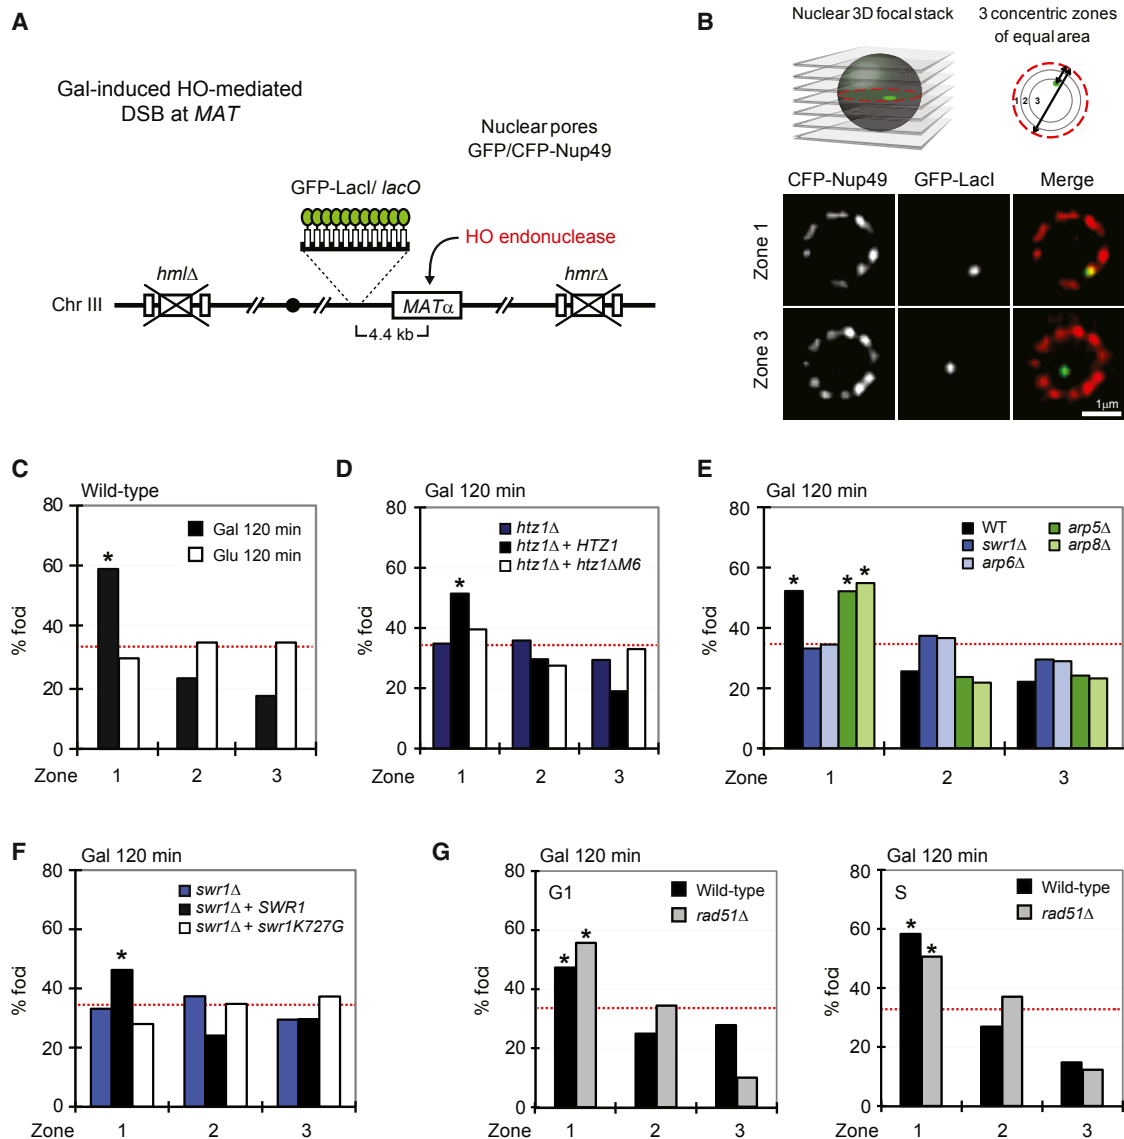 A
Gal-induced HO-mediated
DSB at MAT
Nuclear pores
GFP/CFP-Nup49
GFP-LacI/ lacO
HO endonuclease
hmlΔ
hmrΔ
Chr III
MATα
4.4 kb
B
Nuclear 3D focal stack
3 concentric zones
of equal area
1 2 3
CFP-Nup49
GFP-LacI
Merge
Zone 1
Zone 3
1μm
C
Wild-type
80
60
40
20
0
% foci
Gal 120 min
Glu 120 min
*
Zone 1 2 3
D
Gal 120 min
80
60
40
20
0
% foci
htz1Δ
htz1Δ + HTZ1
htz1Δ + htz1ΔM6
*
Zone 1 2 3
E
Gal 120 min
80
60
40
20
0
% foci
WT
swr1Δ
arp6Δ
arp5Δ
arp8Δ
* * *
Zone 1 2 3
F
Gal 120 min
80
60
40
20
0
% foci
swr1Δ
swr1Δ + SWR1
swr1Δ + swr1K727G
*
Zone 1 2 3
G
Gal 120 min
80
60
40
20
0
% foci
G1
Wild-type
rad51Δ
* *
Zone 1 2 3
Gal 120 min
80
60
40
20
0
% foci
S
Wild-type
rad51Δ
* *
Zone 1 2 3